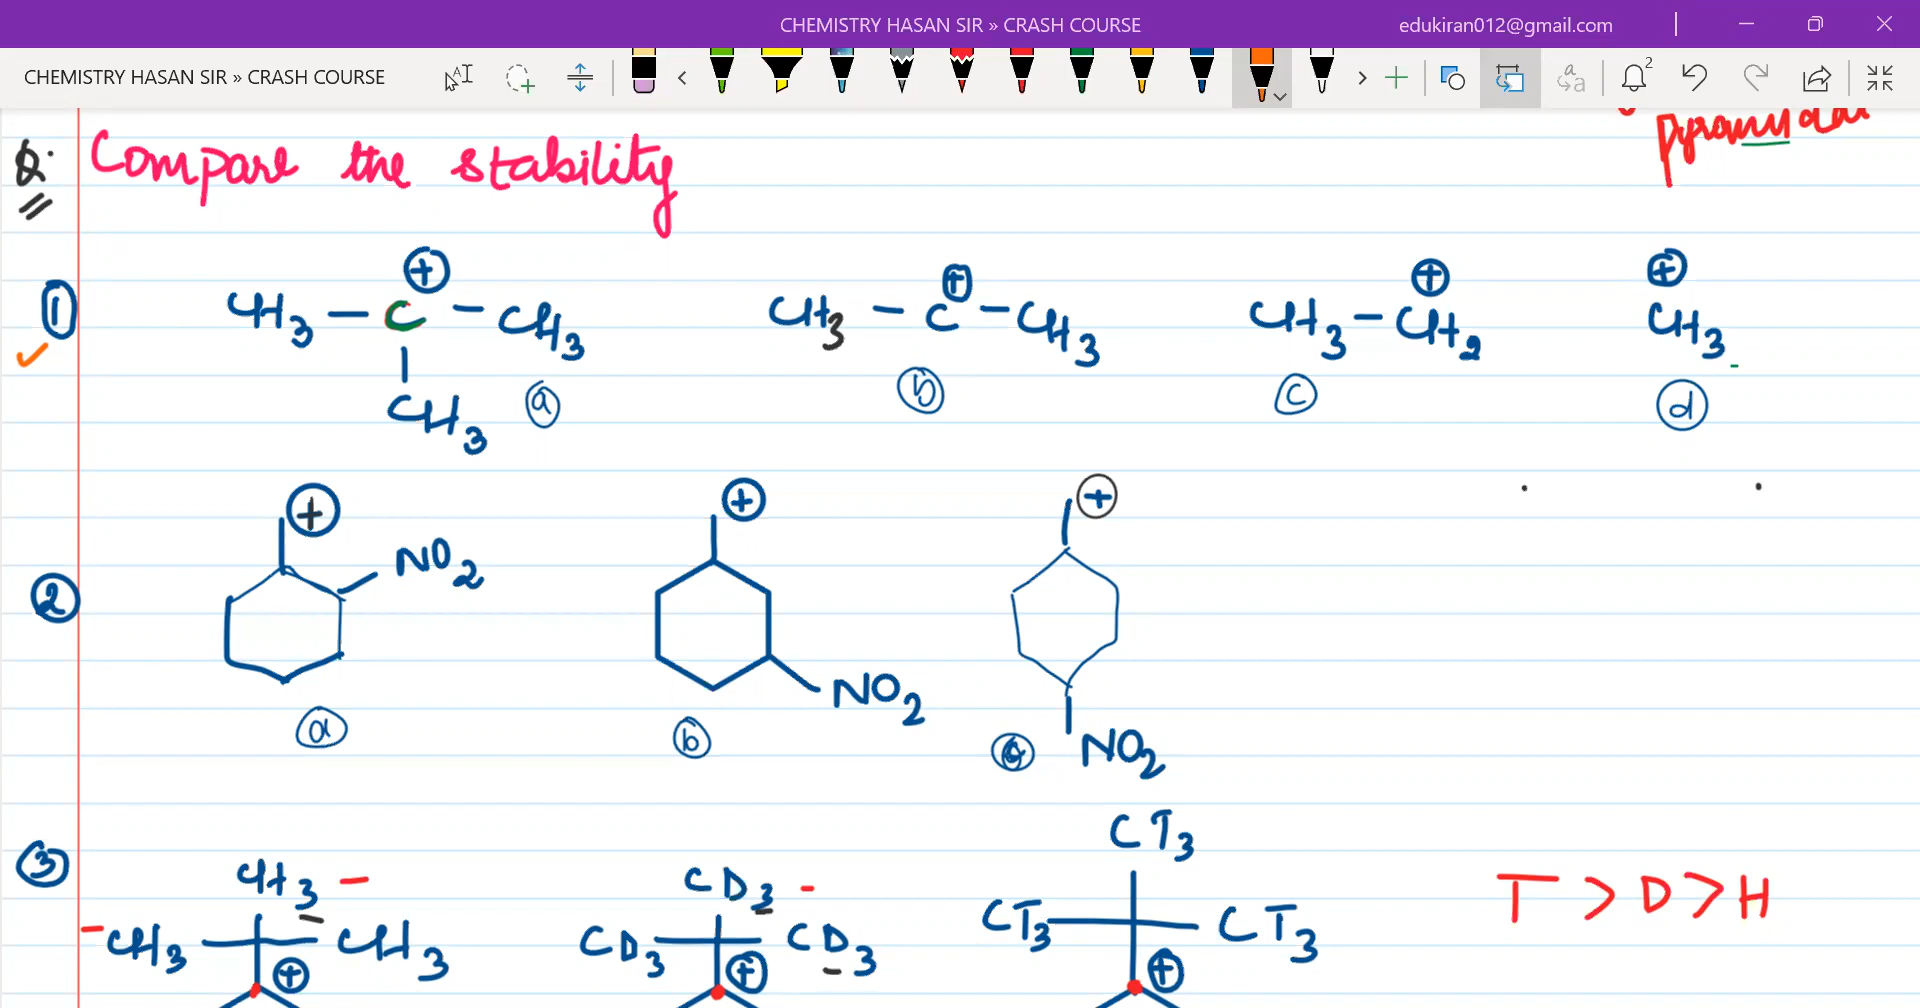 CHEMISTRY HASAN SIR » CRASH COURSE
edukiran012@gmail.com
CHEMISTRY HASAN SIR » CRASH COURSE
2
pyramidal
Q. Compare the stability
① CH3 – C⊕ – CH3
CH3
ⓐ
CH3 – C⊕ – CH3
ⓑ
CH3 – CH2 ⊕
ⓒ
⊕ CH3
ⓓ
② ⊕ NO2
ⓐ
⊕ NO2
ⓑ
⊕ NO2
③ CH3 –
– CH3 CH3 ⊕
CD3 –
CD3 CD3 ⊕
CT3
CT3 CT3 ⊕
T > D > H